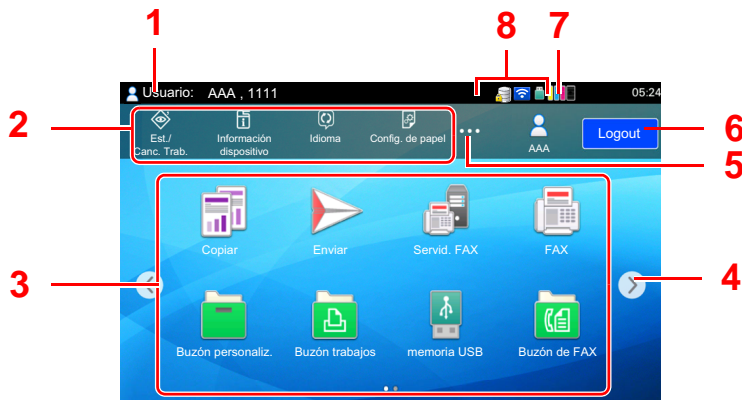 1
8
7
Usuario: AAA , 1111
05:24
2
Est./
Canc. Trab.
Información
dispositivo
Idioma
Config. de papel
AAA
Logout
6
5
Copiar
Enviar
Servid. FAX
FAX
3
4
Buzón personaliz.
Buzón trabajos
memoria USB
Buzón de FAX